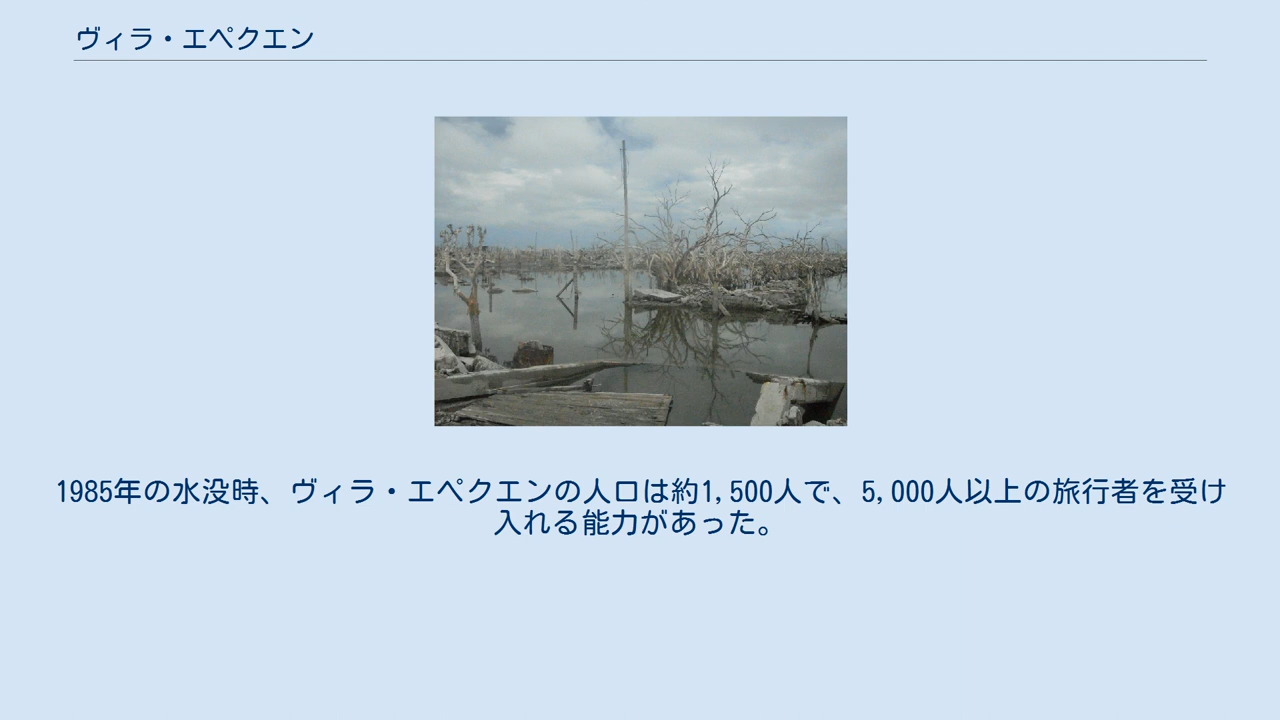 ヴィラ・エペクエン
1985年の水没時、ヴィラ・エペクエンの人口は約1,500人で、5,000人以上の旅行者を受け
入れる能力があった。